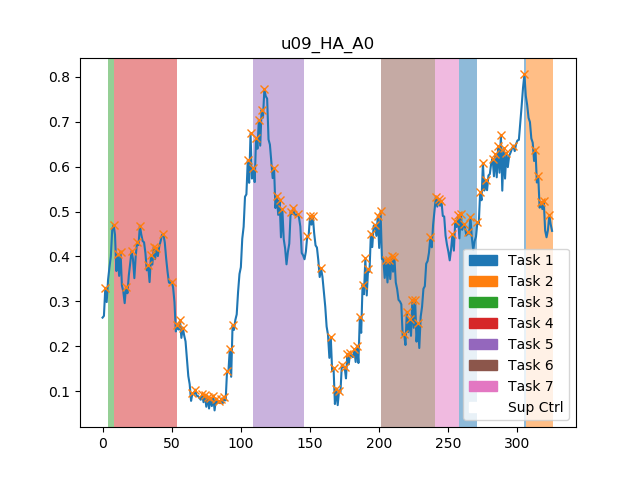 u09_HA_A0
0.8
0.7
0.6
0.5
0.4
0.3
0.2
0.1
0 50 100 150 200 250 300
Task 1
Task 2
Task 3
Task 4
Task 5
Task 6
Task 7
Sup Ctrl